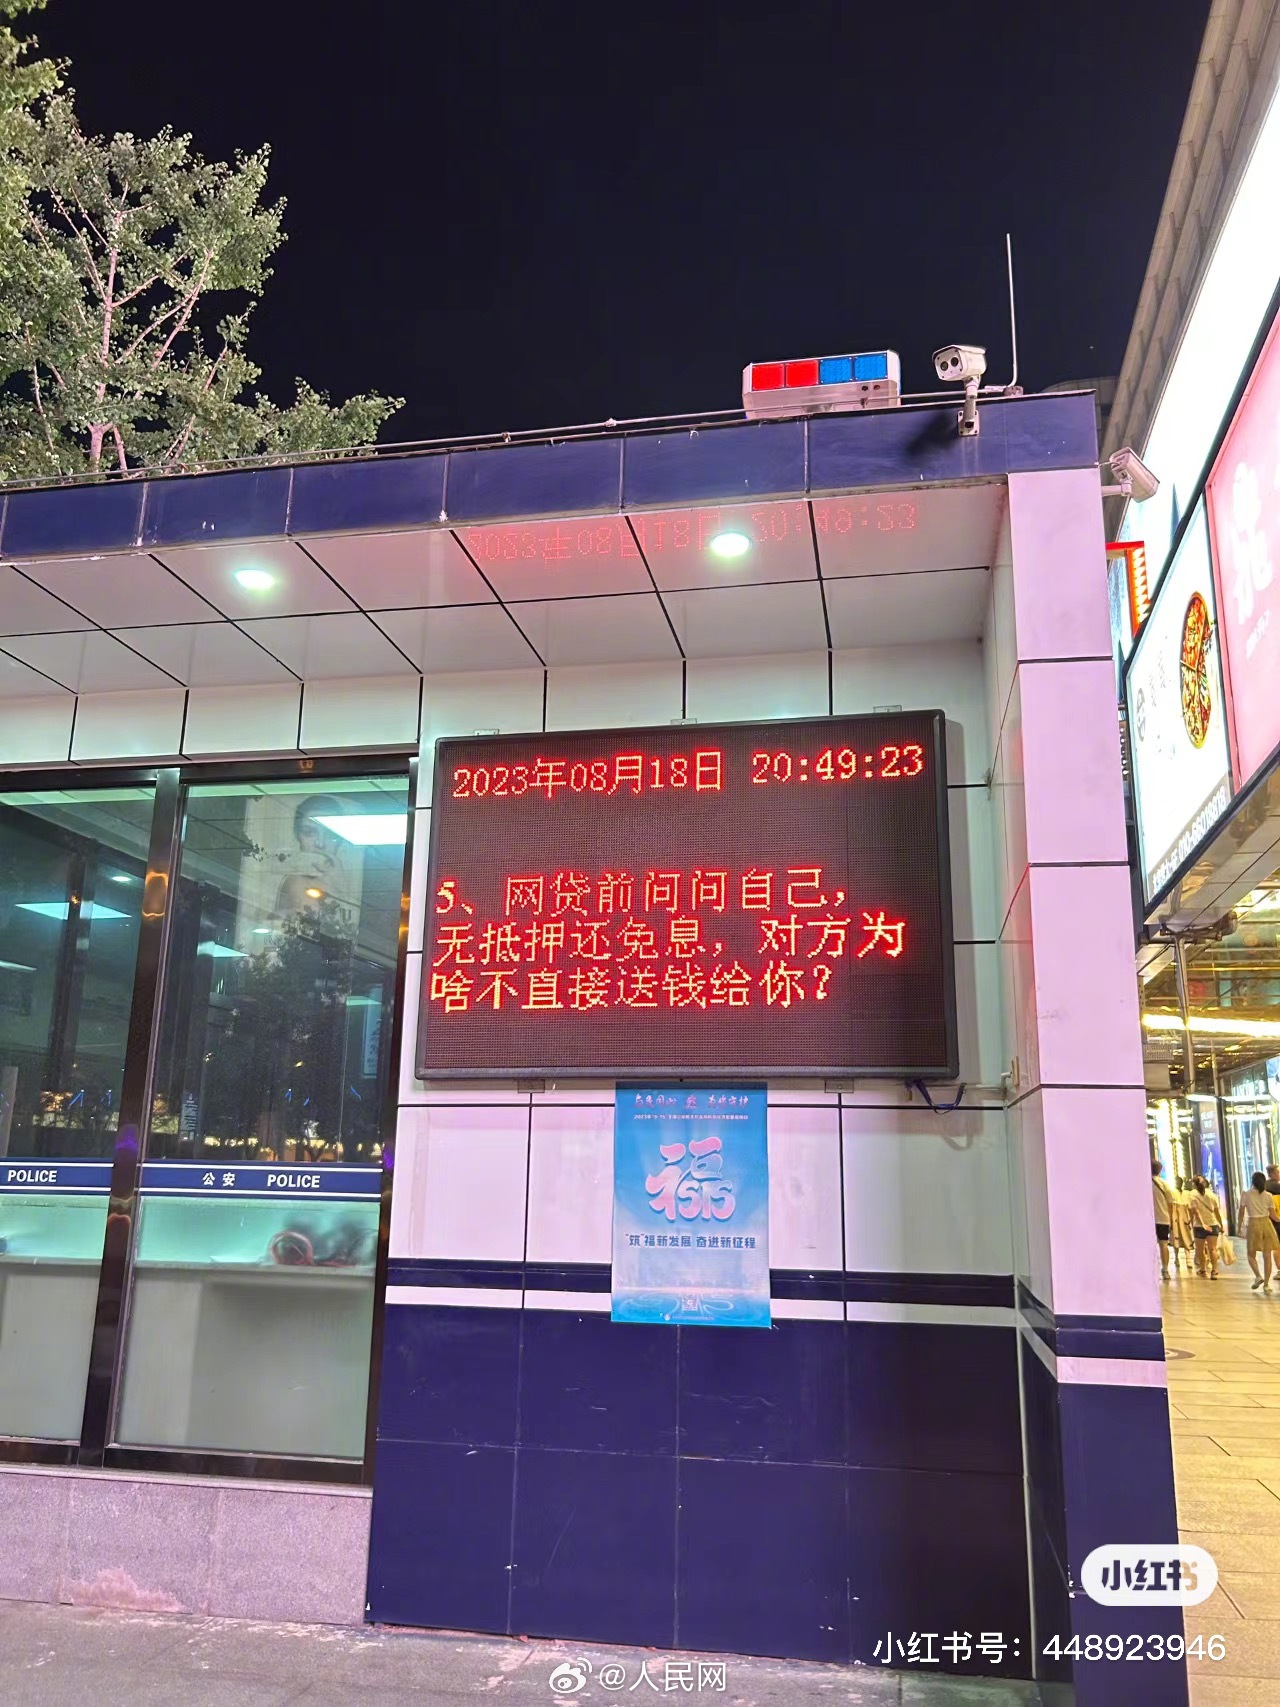 2023年08月18日 20:49:23
5、网贷前问问自己，
无抵押还免息，对方为
啥不直接送钱给你？
POLICE
公安 POLICE
福
"筑"福新发展 奋进新征程
小红书
小红书号：448923946
@人民网